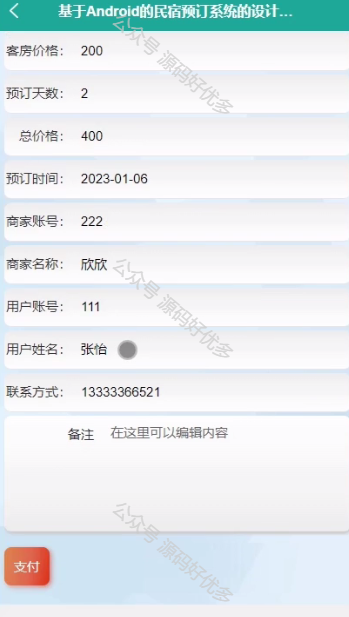 基于Android的民宿预订系统的设计...
客房价格： 200
预订天数： 2
总价格： 400
预订时间： 2023-01-06
商家账号： 222
商家名称： 欣欣
用户账号： 111
用户姓名： 张怡
联系方式： 13333366521
备注 在这里可以编辑内容
支付
公众号 源码好优多
公众号 源码好优多
公众号 源码好优多